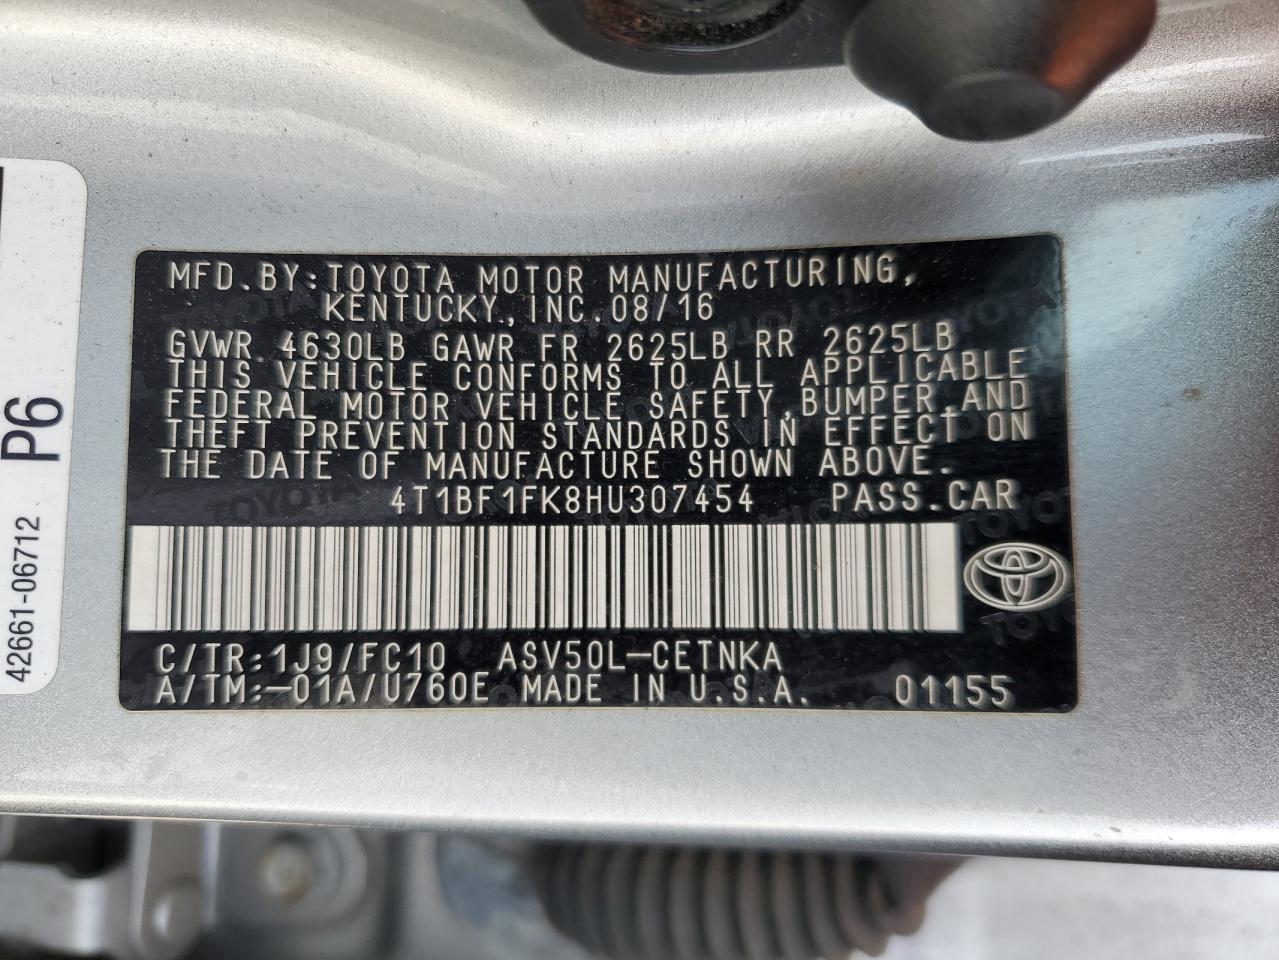 MFD.BY:TOYOTA MOTOR MANUFACTURING,
KENTUCKY,INC.08/16
GVWR 4630LB GAWR FR 2625LB RR 2625LB
THIS VEHICLE CONFORMS TO ALL APPLICABLE
FEDERAL MOTOR VEHICLE SAFETY,BUMPER,AND
THEFT PREVENTION STANDARDS IN EFFECT ON
THE DATE OF MANUFACTURE SHOWN ABOVE.
4T1BF1FK8HU307454 PASS.CAR
C/TR:1J9/FC10 ASV50L-CETNKA
A/TM:-01A/U760E MADE IN U.S.A. 01155
P6
42661-06712